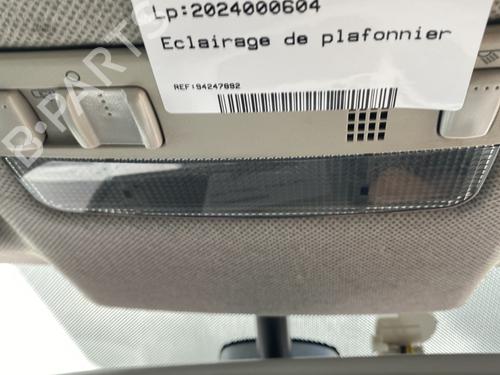 Lp:2024000604
Eclairage de plafonnier
REF:94247892
B-PARTS